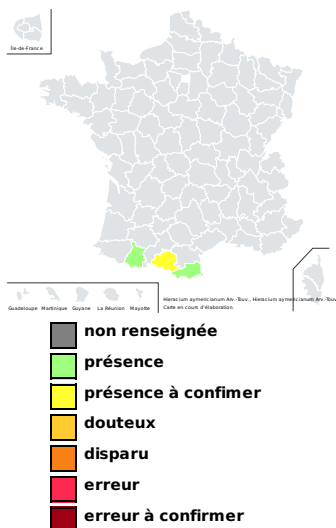 Île-de-France
Guadeloupe Martinique Guyane La Réunion Mayotte
Hieracium aymericianum Arv.-Touv., Hieracium aymericianum Arv.-Touv
Carte en cours d'élaboration.
non renseignée
présence
présence à confimer
douteux
disparu
erreur
erreur à confirmer